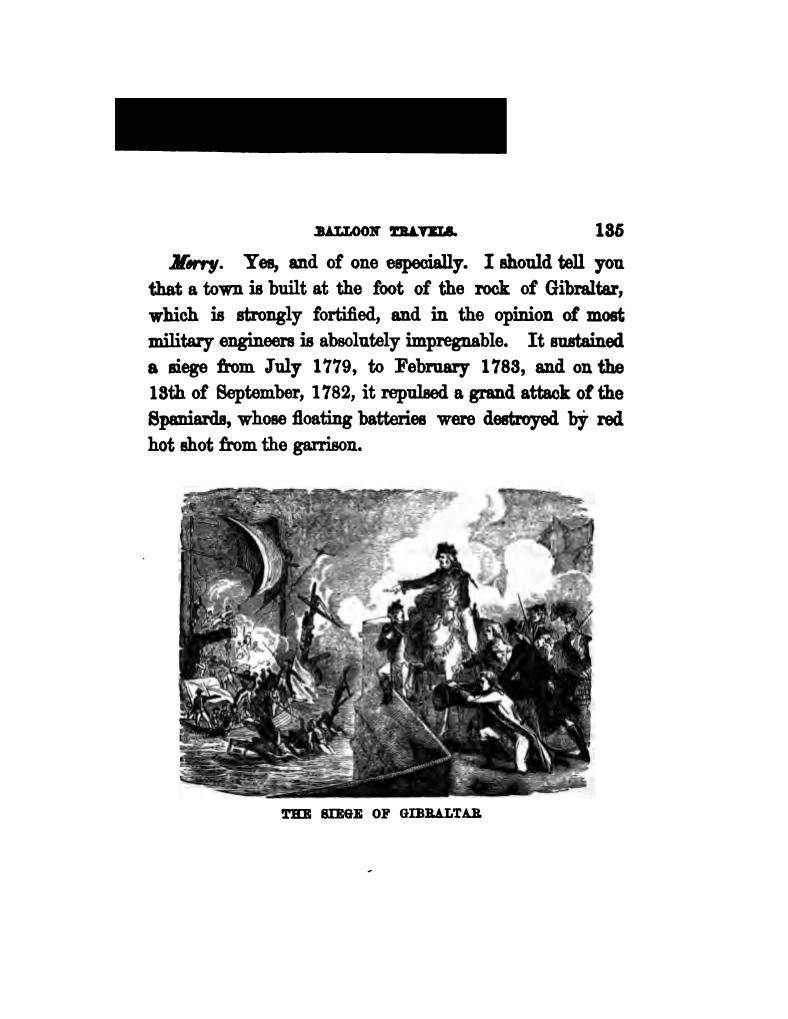 BALLOON TRAVELS. 135
Merry. Yes, and of one especially. I should tell you
that a town is built at the foot of the rock of Gibraltar,
which is strongly fortified, and in the opinion of most
military engineers is absolutely impregnable. It sustained
a siege from July 1779, to February 1783, and on the
13th of September, 1782, it repulsed a grand attack of the
Spaniards, whose floating batteries were destroyed by red
hot shot from the garrison.
THE SIEGE OF GIBRALTAR